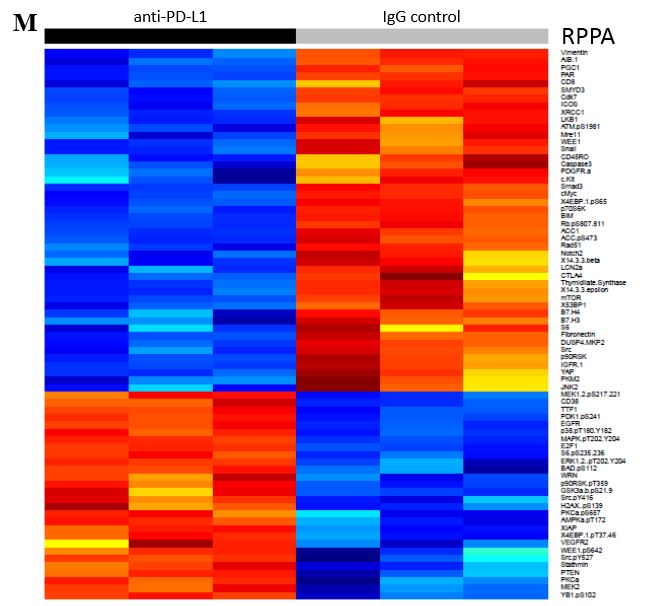 M
anti-PD-L1
IgG control
RPPA
Vimentin
AIB.1
PGC1
PAR
CD8
SMYD3
Cdk7
ICOS
XRCC1
LKB1
ATM.pS1981
Mre11
WEE1
Snail
CD45RO
Caspase3
PDGFR.a
c.Kit
Smad3
cMyc
X4EBP.1.pS65
p70S6K
BIM
Rb.pS807.811
ACC1
ACC.pS473
Rad51
Notch2
X14.3.3.beta
LCN2a
CTLA4
Thymidilate.Synthase
X14.3.3.epsilon
mTOR
X53BP1
B7.H4
B7.H3
S6
Fibronectin
DUSP4.MKP2
Src
p90RSK
IGFR.1
YAP
PKM2
JNK2
MEK1.2.pS217.221
CD38
TTF1
PDK1.pS241
EGFR
p38.pT180.Y182
MAPK.pT202.Y204
E2F1
S6.pS235.236
ERK1.2..pT202.Y204
BAD.pS112
WRN
p90RSK.pT359
GSK3a.b.pS21.9
Src.pY416
H2AX..pS139
PKCa.pS657
AMPKa.pT172
XIAP
X4EBP.1.pT37.46
VEGFR2
WEE1.pS642
Src.pY527
Stathmin
PTEN
PKCa
MEK2
YB1.pS102